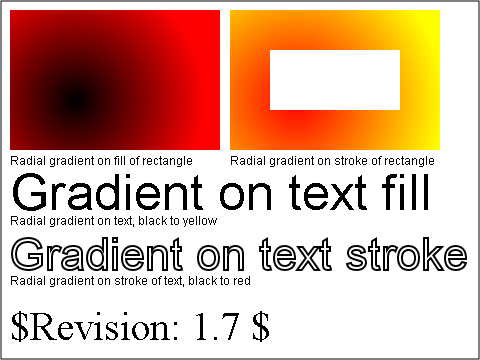 Radial gradient on fill of rectangle
Radial gradient on stroke of rectangle
Gradient on text fill
Radial gradient on text, black to yellow
Gradient on text stroke
Radial gradient on stroke of text, black to red
$Revision: 1.7 $